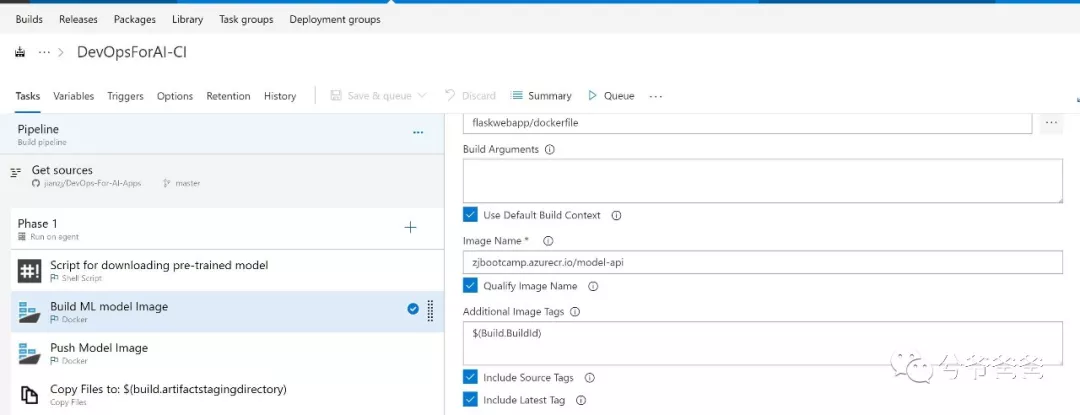 Builds Releases Packages Library Task groups Deployment groups
... > DevOpsForAI-CI
Tasks Variables Triggers Options Retention History Save & queue Discard Summary Queue ...
Pipeline ...
Build pipeline
Get sources
jianzj/DevOps-For-AI-Apps master
Phase 1 +
Run on agent
#! Script for downloading pre-trained model
Shell Script
Build ML model Image
Docker
Push Model Image
Docker
Copy Files to: $(build.artifactstagingdirectory)
Copy Files
flaskwebapp/dockerfile ...
Build Arguments
Use Default Build Context
Image Name *
zjbootcamp.azurecr.io/model-api
Qualify Image Name
Additional Image Tags
$(Build.BuildId)
Include Source Tags
Include Latest Tag
兮爷爸爸